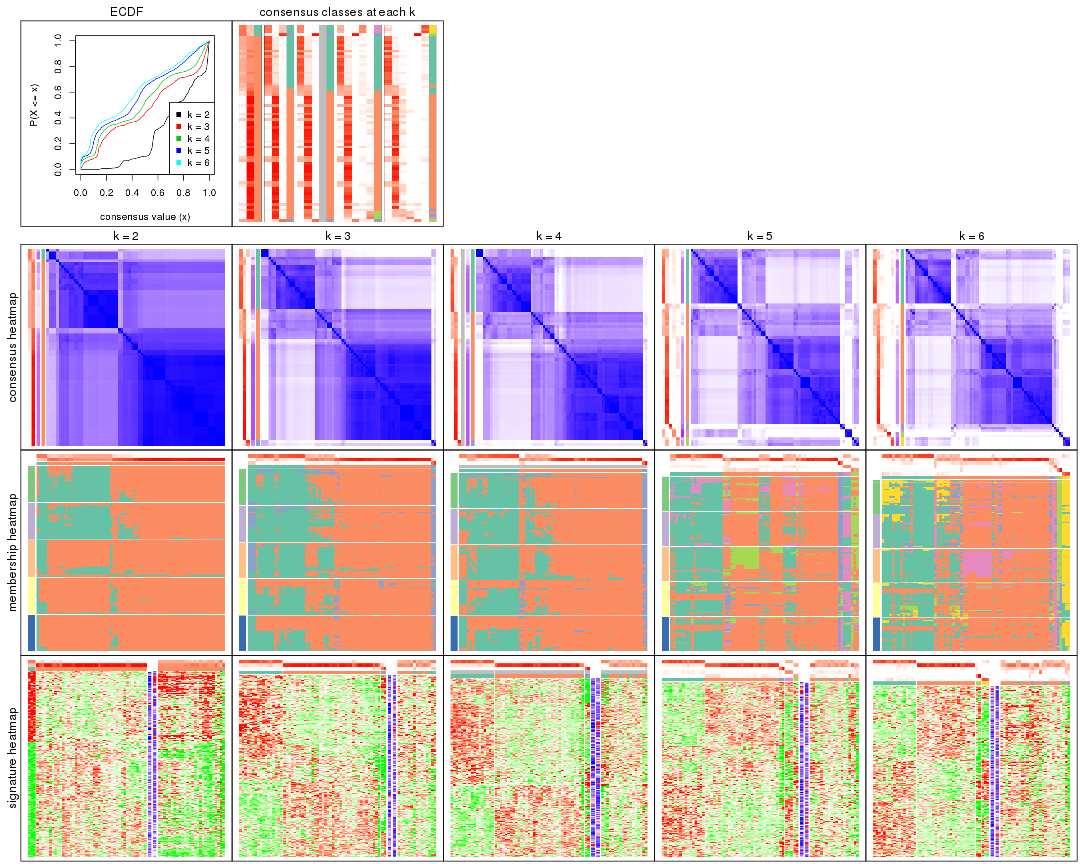 ECDF
consensus classes at each k
P(X <= x)
0.0 0.2 0.4 0.6 0.8 1.0
k = 2
k = 3
k = 4
k = 5
k = 6
0.0 0.2 0.4 0.6 0.8 1.0
consensus value (x)
k = 2
k = 3
k = 4
k = 5
k = 6
consensus heatmap
membership heatmap
signature heatmap